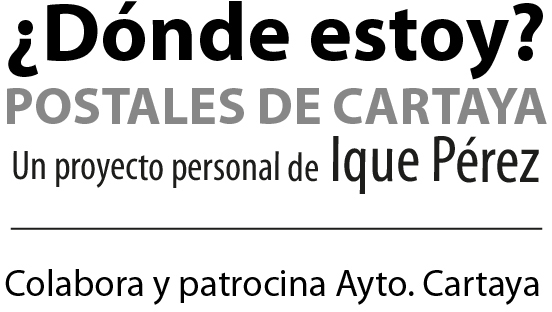 ¿Dónde estoy?
POSTALES DE CARTAYA
Un proyecto personal de Ique Pérez
Colabora y patrocina Ayto. Cartaya